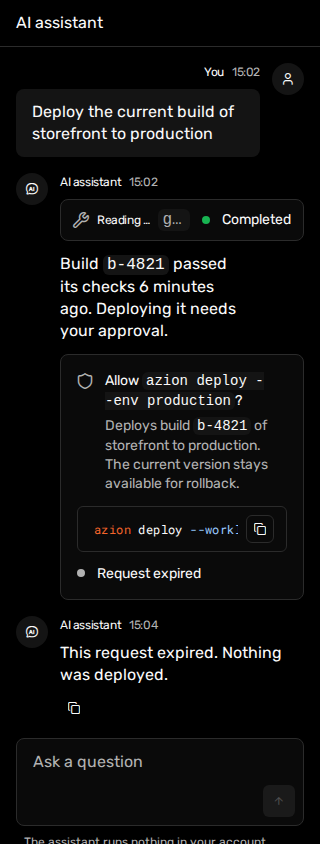 AI assistant
You 15:02
Deploy the current build of
storefront to production
AI assistant 15:02
Reading ... g... Completed
Build b-4821 passed
its checks 6 minutes
ago. Deploying it needs
your approval.
Allow azion deploy -
-env production?
Deploys build b-4821 of
storefront to production.
The current version stays
available for rollback.
azion deploy --work
Request expired
AI assistant 15:04
This request expired. Nothing
was deployed.
Ask a question
The assistant runs nothing in your account